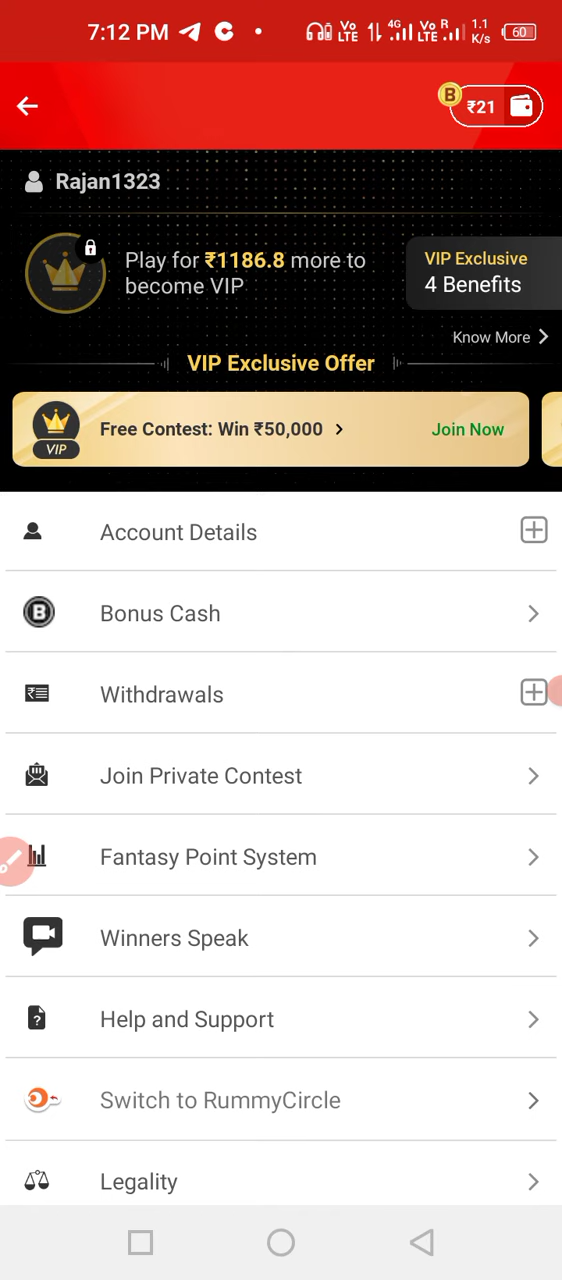 7:12 PM
Vo LTE 4G Vo LTE R 1.1 K/s 60
B ₹21
Rajan1323
Play for ₹1186.8 more to
become VIP
VIP Exclusive
4 Benefits
Know More
VIP Exclusive Offer
VIP
Free Contest: Win ₹50,000
Join Now
Account Details
B Bonus Cash
Withdrawals
Join Private Contest
Fantasy Point System
Winners Speak
Help and Support
Switch to RummyCircle
Legality